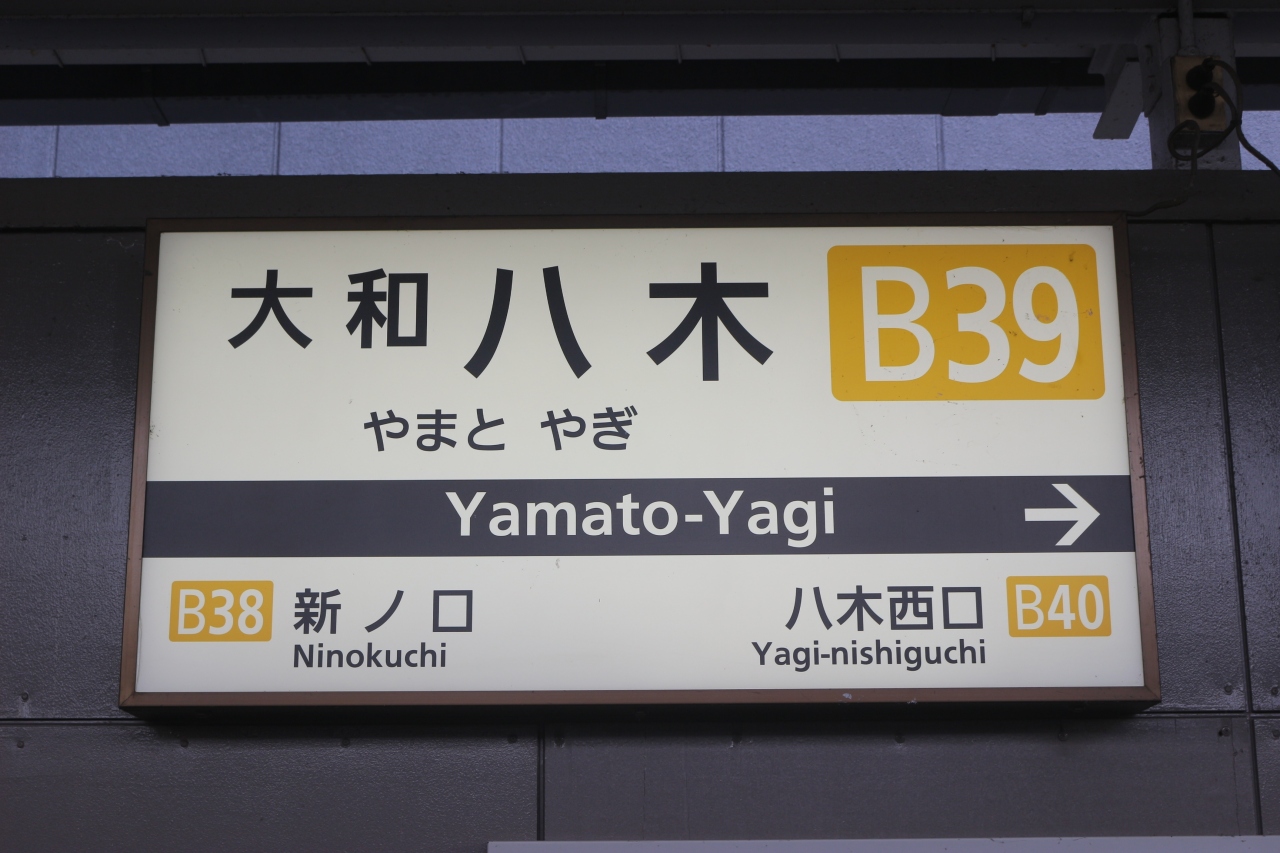 大和八木 B39
やまと やぎ
Yamato-Yagi →
B38 新ノ口 八木西口 B40
Ninokuchi Yagi-nishiguchi